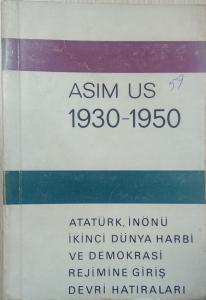 ASIM US
59
1930-1950
ATATÜRK, İNÖNÜ
İKİNCİ DÜNYA HARBİ
VE DEMOKRASİ
REJİMİNE GİRİŞ
DEVRİ HATIRALARI